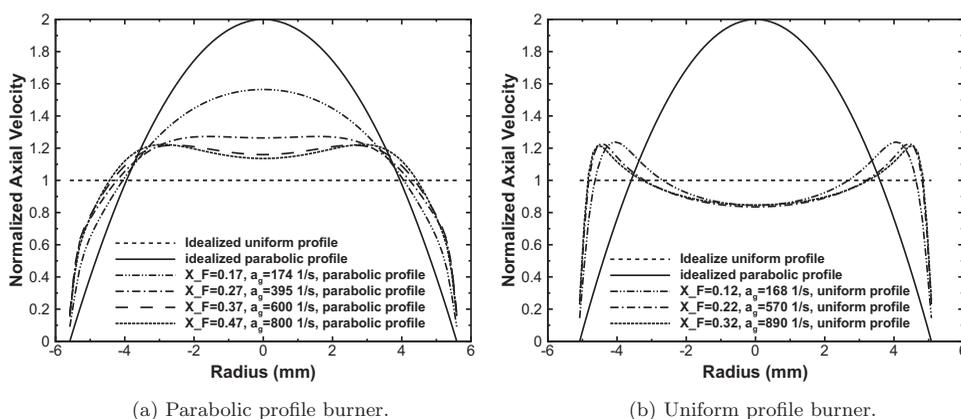 2
1.8
1.6
1.4
1.2
1
0.8
0.6
0.4
0.2
0
Normalized Axial Velocity
Idealized uniform profile
idealized parabolic profile
X_F=0.17, a_g=174 1/s, parabolic profile
X_F=0.27, a_g=395 1/s, parabolic profile
X_F=0.37, a_g=600 1/s, parabolic profile
X_F=0.47, a_g=800 1/s, parabolic profile
-6 -4 -2 0 2 4 6
Radius (mm)
(a) Parabolic profile burner.
2
1.8
1.6
1.4
1.2
1
0.8
0.6
0.4
0.2
0
Normalized Axial Velocity
Idealize uniform profile
idealized parabolic profile
X_F=0.12, a_g=168 1/s, uniform profile
X_F=0.22, a_g=570 1/s, uniform profile
X_F=0.32, a_g=890 1/s, uniform profile
-6 -4 -2 0 2 4 6
Radius (mm)
(b) Uniform profile burner.